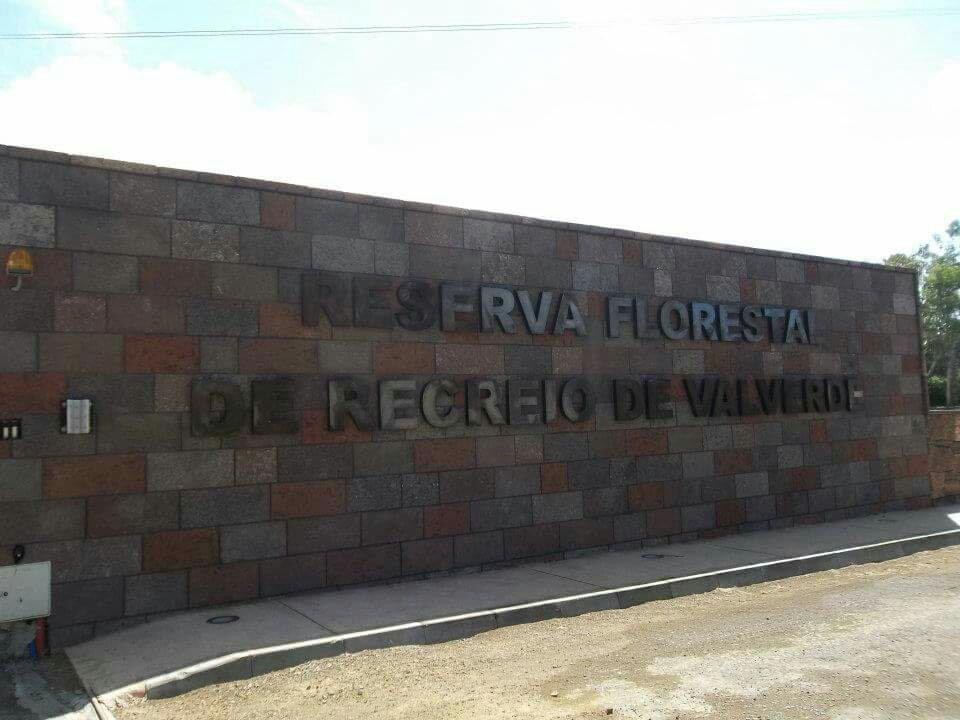 RESERVA FLORESTAL
DE RECREIO DE VALVERDE